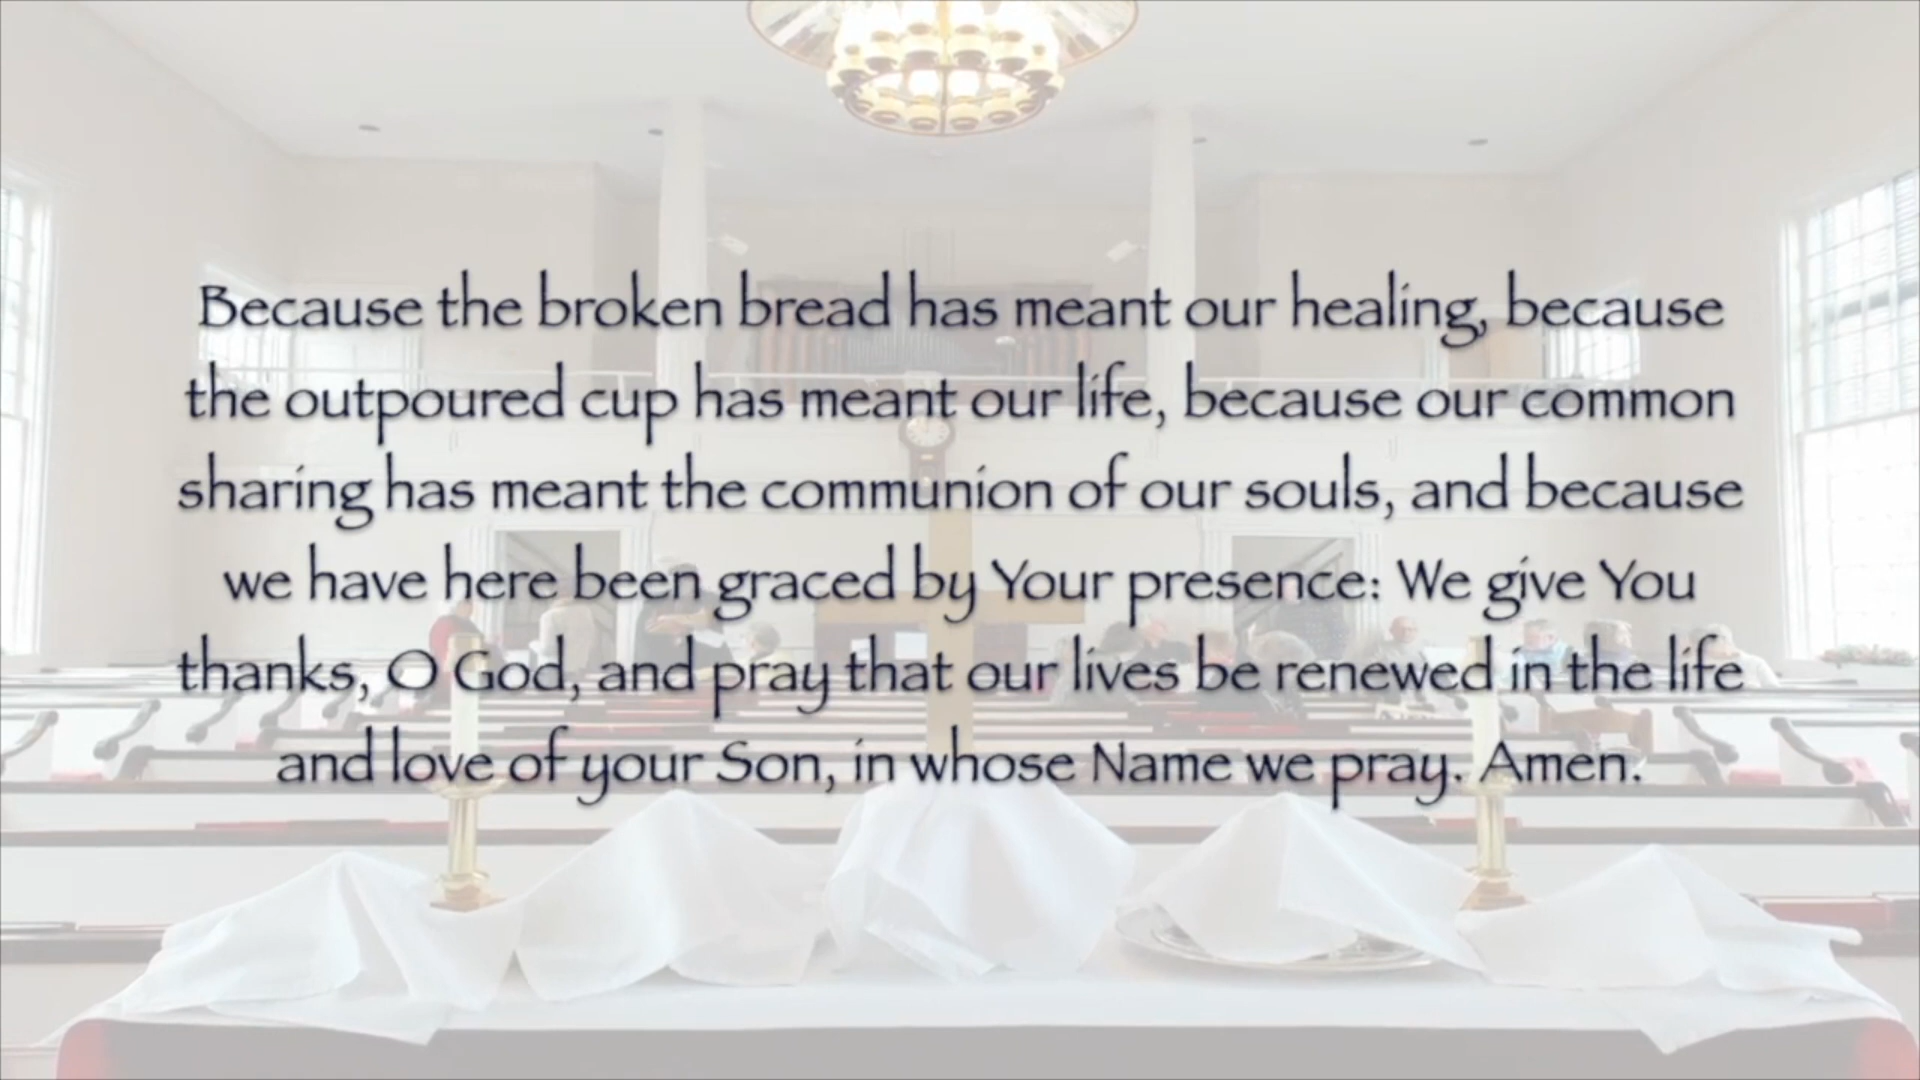 Because the broken bread has meant our healing, because
the outpoured cup has meant our life, because our common
sharing has meant the communion of our souls, and because
we have here been graced by Your presence: We give You
thanks, O God, and pray that our lives be renewed in the life
and love of your Son, in whose Name we pray. Amen.